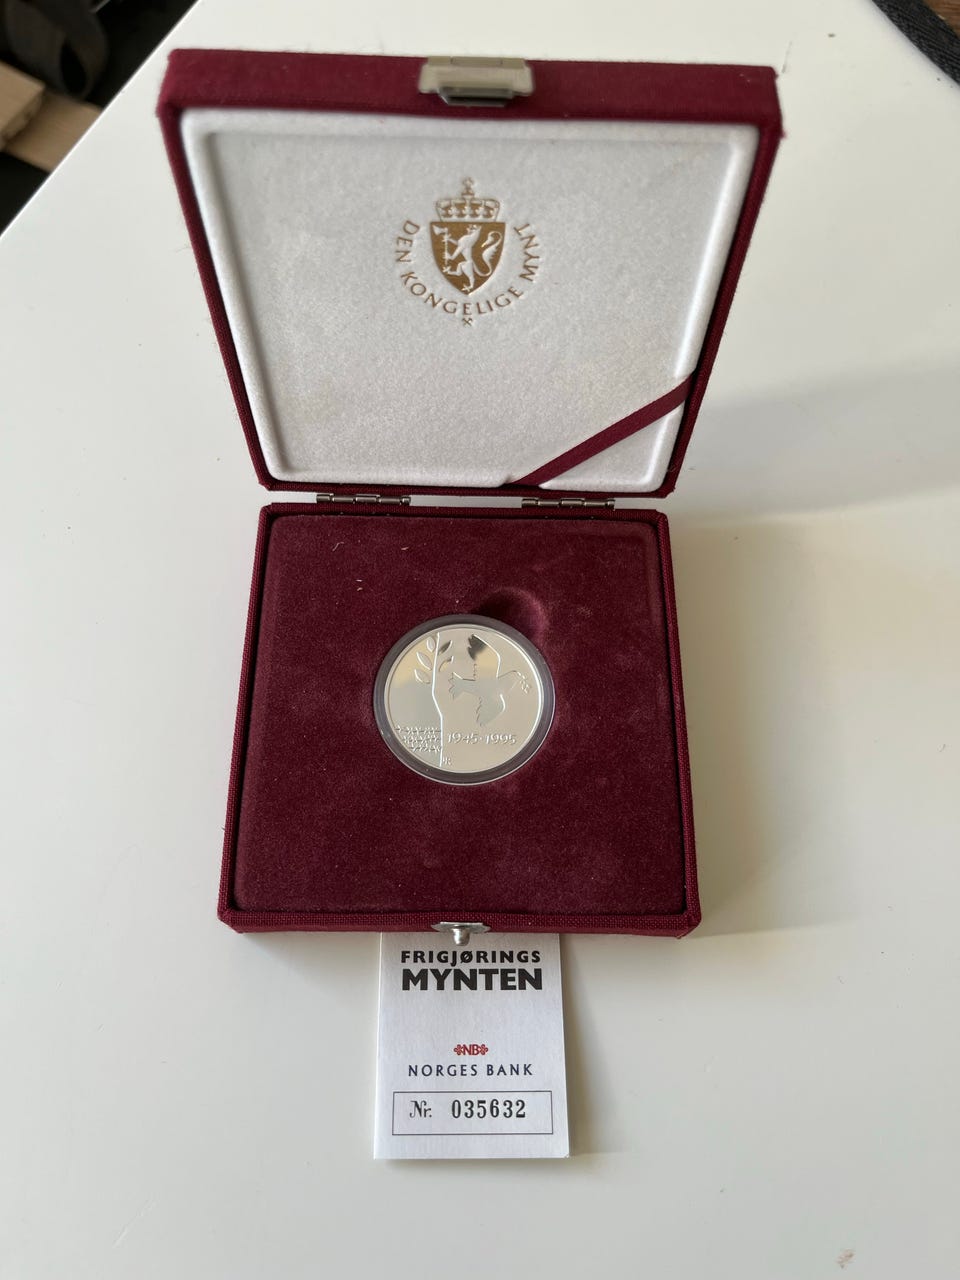 DEN KONGELIGE MYNT
1945-1995
FRIGJØRINGS
MYNTEN
NB
NORGES BANK
Nr. 035632